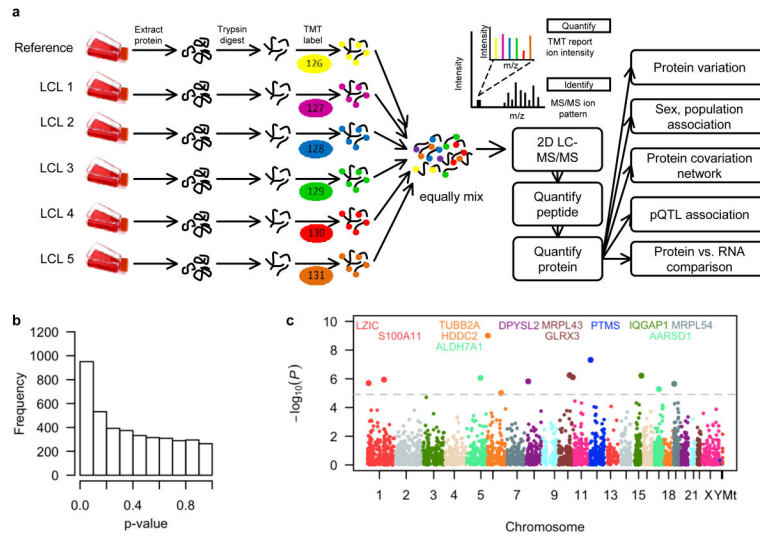 a
Extract
protein
Trypsin
digest
TMT
label
Reference
126
LCL 1
127
LCL 2
128
LCL 3
129
LCL 4
130
LCL 5
131
equally mix
Intensity
Intensity
m/z
m/z
Quantify
TMT report
ion intensity
Identify
MS/MS ion
pattern
2D LC-
MS/MS
Quantify
peptide
Quantify
protein
Protein variation
Sex, population
association
Protein covariation
network
pQTL association
Protein vs. RNA
comparison
b
Frequency
1200
1000
800
600
400
200
0
0.0 0.4 0.8
p-value
c
−log10(P)
10
8
6
4
2
0
LZIC
S100A11
TUBB2A
HDDC2
ALDH7A1
DPYSL2
MRPL43
GLRX3
PTMS
IQGAP1
MRPL54
AARSD1
1 2 3 4 5 7 9 11 13 15 18 21 X Y Mt
Chromosome